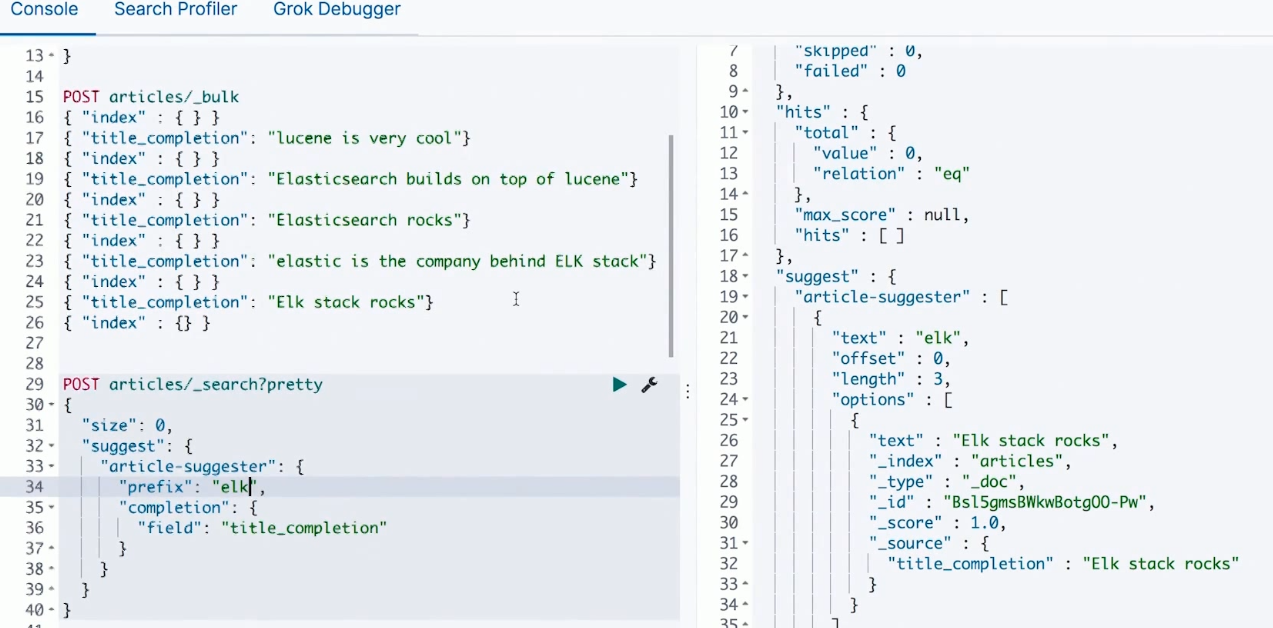 Console Search Profiler Grok Debugger
13 }
14
15 POST articles/_bulk
16 { "index" : { } }
17 { "title_completion": "lucene is very cool"}
18 { "index" : { } }
19 { "title_completion": "Elasticsearch builds on top of lucene"}
20 { "index" : { } }
21 { "title_completion": "Elasticsearch rocks"}
22 { "index" : { } }
23 { "title_completion": "elastic is the company behind ELK stack"}
24 { "index" : { } }
25 { "title_completion": "Elk stack rocks"}
26 { "index" : {} }
27
28
29 POST articles/_search?pretty
30 {
31 "size": 0,
32 "suggest": {
33 "article-suggester": {
34 "prefix": "elk",
35 "completion": {
36 "field": "title_completion"
37 }
38 }
39 }
40 }
41
7 "skipped" : 0,
8 "failed" : 0
9 },
10 "hits" : {
11 "total" : {
12 "value" : 0,
13 "relation" : "eq"
14 },
15 "max_score" : null,
16 "hits" : [ ]
17 },
18 "suggest" : {
19 "article-suggester" : [
20 {
21 "text" : "elk",
22 "offset" : 0,
23 "length" : 3,
24 "options" : [
25 {
26 "text" : "Elk stack rocks",
27 "_index" : "articles",
28 "_type" : "_doc",
29 "_id" : "Bsl5gmsBWkwBotgOO-Pw",
30 "_score" : 1.0,
31 "_source" : {
32 "title_completion" : "Elk stack rocks"
33 }
34 }
35 ]